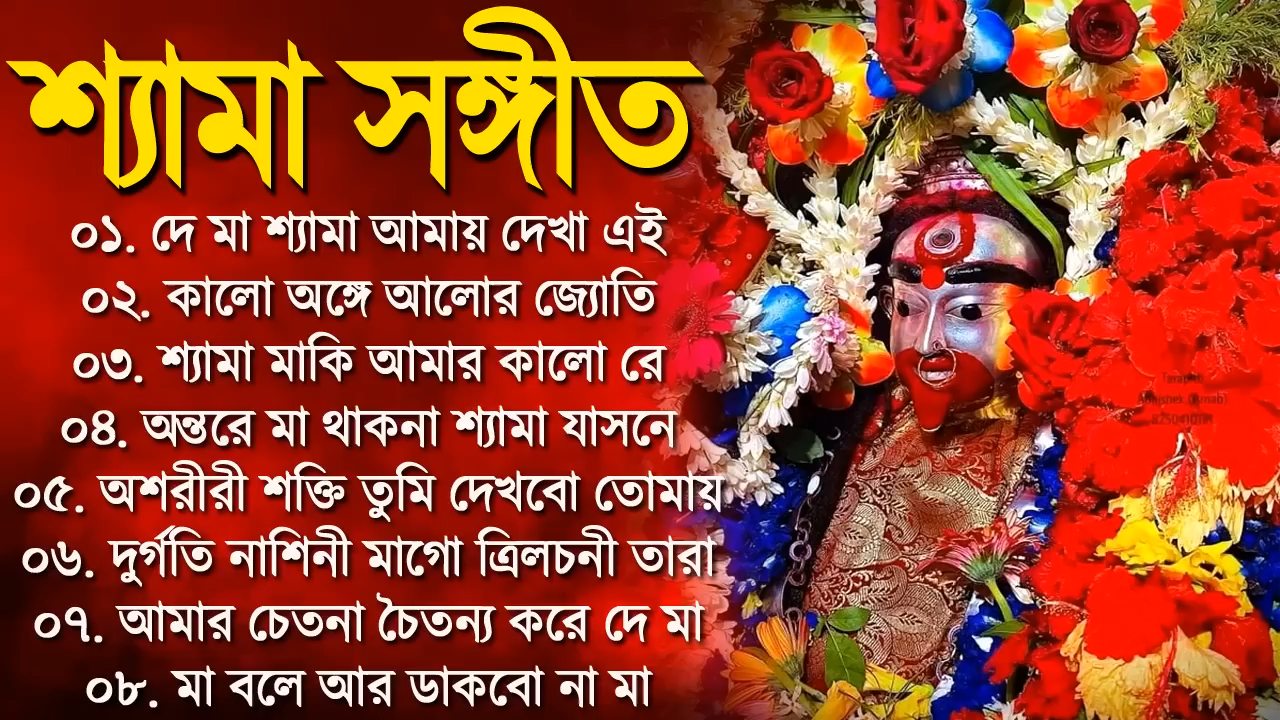 শ্যামা সঙ্গীত
০১. দে মা শ্যামা আমায় দেখা এই
০২. কালো অঙ্গে আলোর জ্যোতি
০৩. শ্যামা মাকি আমার কালো রে
০৪. অন্তরে মা থাকনা শ্যামা যাসনে
০৫. অশরীরী শক্তি তুমি দেখবো তোমায়
০৬. দুর্গতি নাশিনী মাগো ত্রিলচনী তারা
০৭. আমার চেতনা চৈতন্য করে দে মা
০৮. মা বলে আর ডাকবো না মা